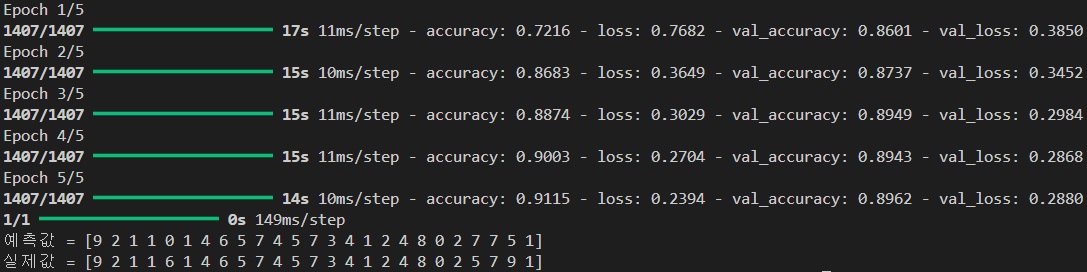 Epoch 1/5
1407/1407 17s 11ms/step - accuracy: 0.7216 - loss: 0.7682 - val_accuracy: 0.8601 - val_loss: 0.3850
Epoch 2/5
1407/1407 15s 10ms/step - accuracy: 0.8683 - loss: 0.3649 - val_accuracy: 0.8737 - val_loss: 0.3452
Epoch 3/5
1407/1407 15s 11ms/step - accuracy: 0.8874 - loss: 0.3029 - val_accuracy: 0.8949 - val_loss: 0.2984
Epoch 4/5
1407/1407 15s 11ms/step - accuracy: 0.9003 - loss: 0.2704 - val_accuracy: 0.8943 - val_loss: 0.2868
Epoch 5/5
1407/1407 14s 10ms/step - accuracy: 0.9115 - loss: 0.2394 - val_accuracy: 0.8962 - val_loss: 0.2880
1/1 0s 149ms/step
예측값 = [9 2 1 1 0 1 4 6 5 7 4 5 7 3 4 1 2 4 8 0 2 7 7 5 1]
실제값 = [9 2 1 1 6 1 4 6 5 7 4 5 7 3 4 1 2 4 8 0 2 5 7 9 1]